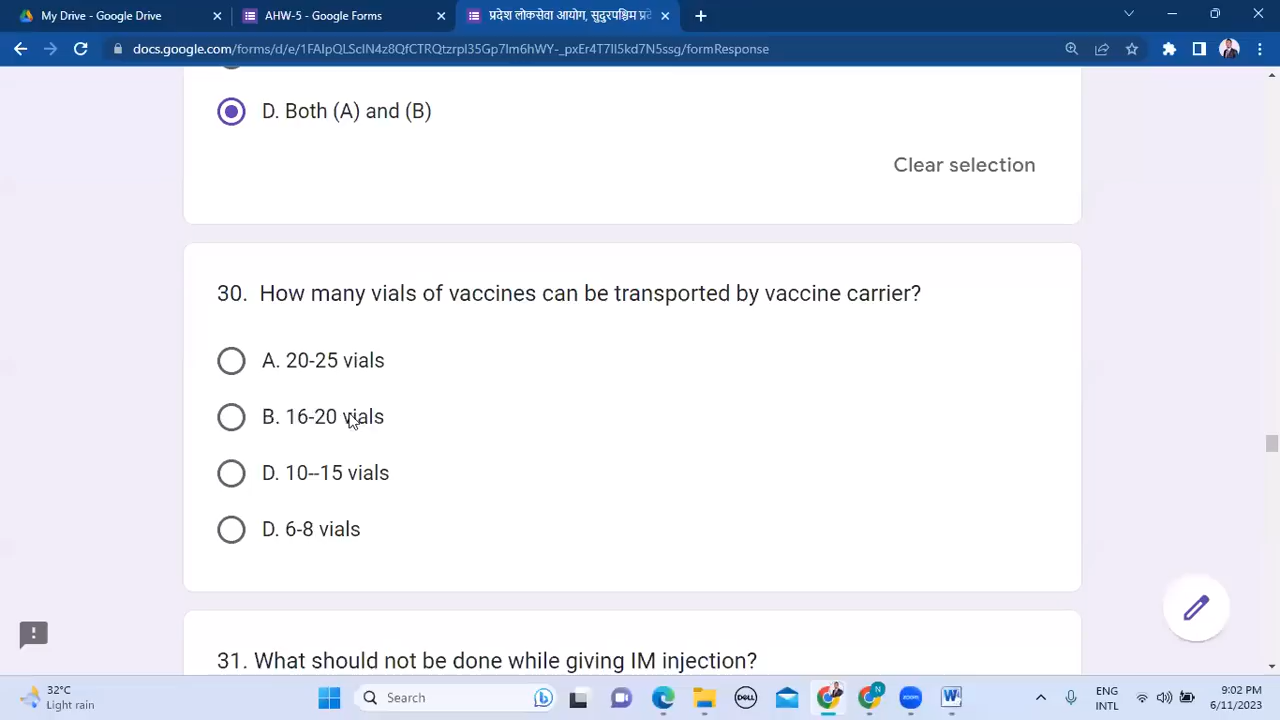 My Drive - Google Drive
AHW-5 - Google Forms
प्रदेश लोकसेवा आयोग, सुदुरपश्चिम प्रदे
docs.google.com/forms/d/e/1FAIpQLScIN4z8QfCTRQtzrpI35Gp7Im6hWY-_pxEr4T7II5kd7N5ssg/formResponse
D. Both (A) and (B)
Clear selection
30. How many vials of vaccines can be transported by vaccine carrier?
A. 20-25 vials
B. 16-20 vials
D. 10--15 vials
D. 6-8 vials
31. What should not be done while giving IM injection?
32°C
Light rain
Search
DELL
N
W
ENG
INTL
9:02 PM
6/11/2023